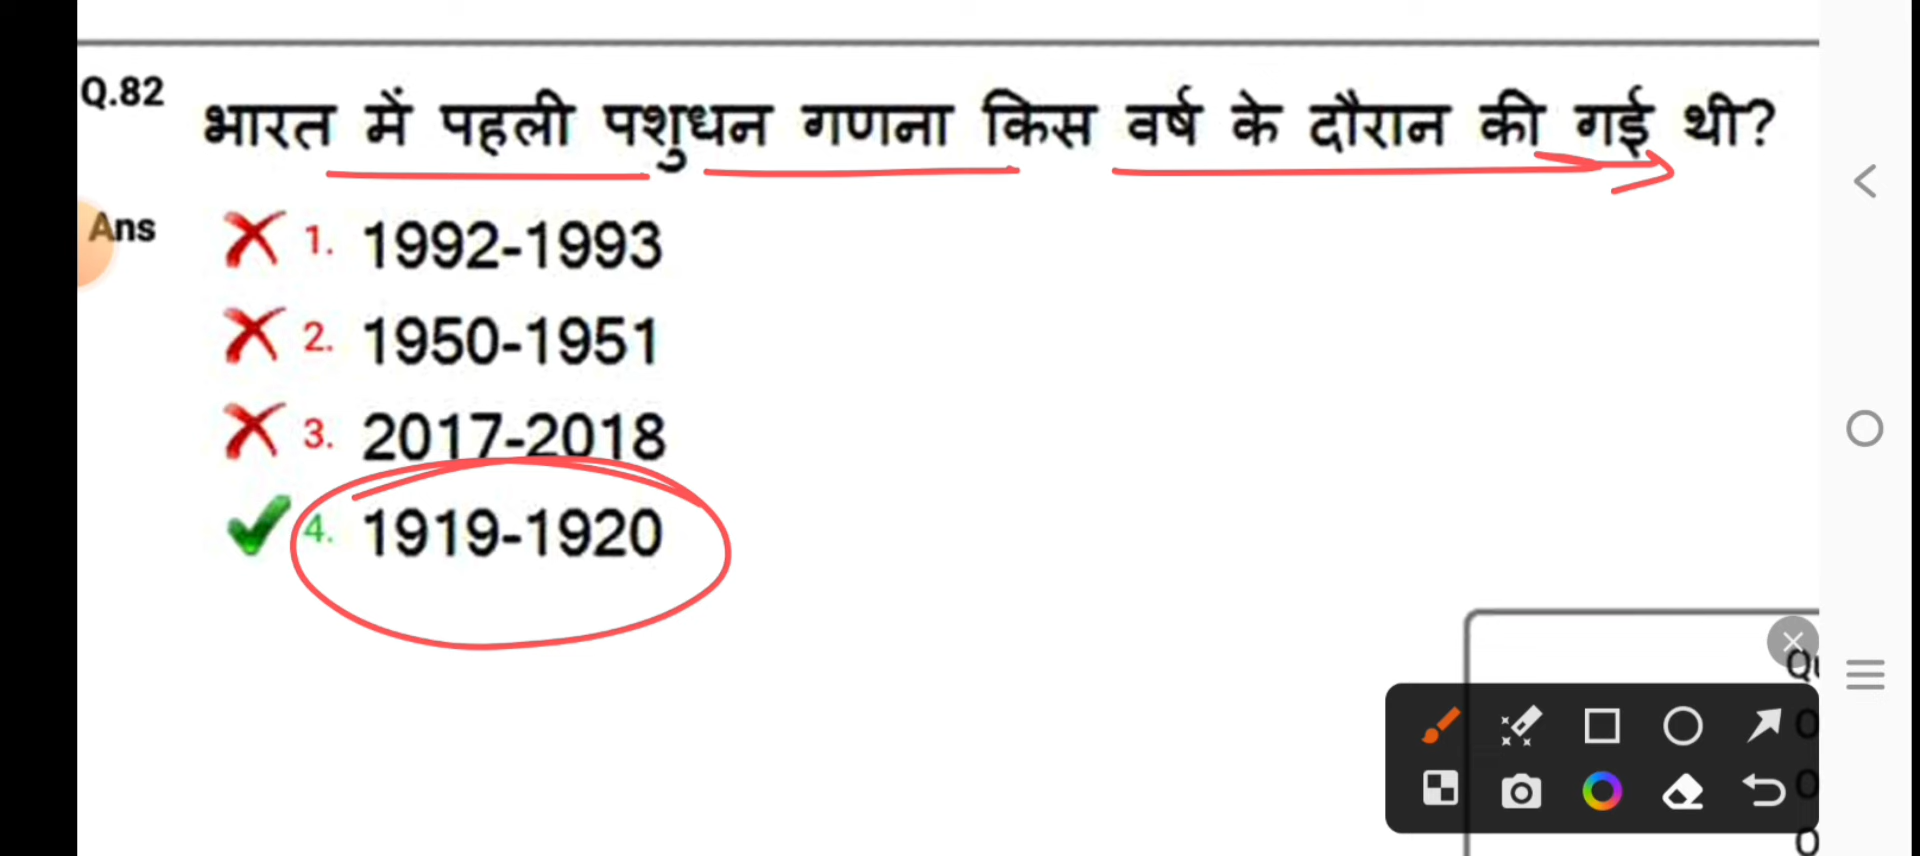 Q.82 भारत में पहली पशुधन गणना किस वर्ष के दौरान की गई थी?
Ans 1. 1992-1993
2. 1950-1951
3. 2017-2018
4. 1919-1920